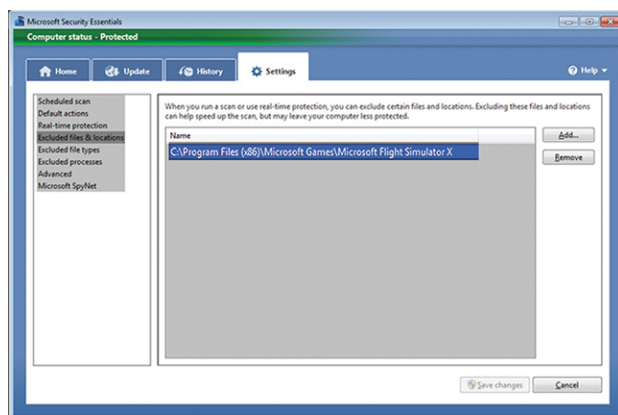 Microsoft Security Essentials
Computer status - Protected
Home
Update
History
Settings
Help
Scheduled scan
Default actions
Real-time protection
Excluded files & locations
Excluded file types
Excluded processes
Advanced
Microsoft SpyNet
When you run a scan or use real-time protection, you can exclude certain files and locations. Excluding these files and locations
can help speed up the scan, but may leave your computer less protected.
Name
C:\Program Files (x86)\Microsoft Games\Microsoft Flight Simulator X
Add...
Remove
Save changes
Cancel